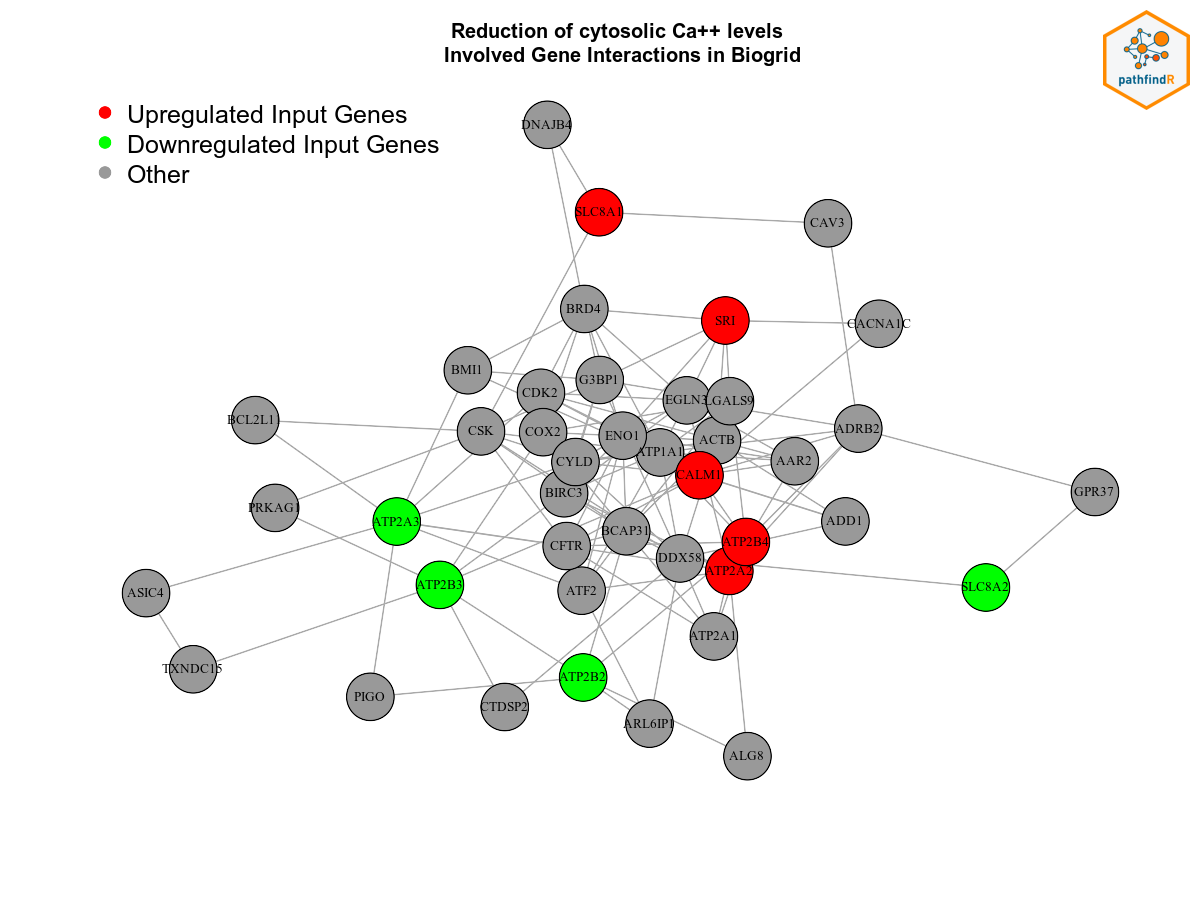 Reduction of cytosolic Ca++ levels
Involved Gene Interactions in Biogrid
pathfindR
Upregulated Input Genes
Downregulated Input Genes
Other
DNAJB4
SLC8A1
CAV3
BRD4
SRI
CACNA1C
BMI1
G3BP1
CDK2
EGLN3
LGALS9
BCL2L1
CSK
COX2
ENO1
ACTB
ADRB2
ATP1A1
CYLD
AAR2
CALM1
BIRC3
GPR37
PRKAG1
ATP2A3
ADD1
BCAP31
CFTR
ATP2B4
DDX58
ATP2A2
ATP2B3
SLC8A2
ASIC4
ATF2
ATP2A1
TXNDC15
ATP2B2
PIGO
CTDSP2
ARL6IP1
ALG8